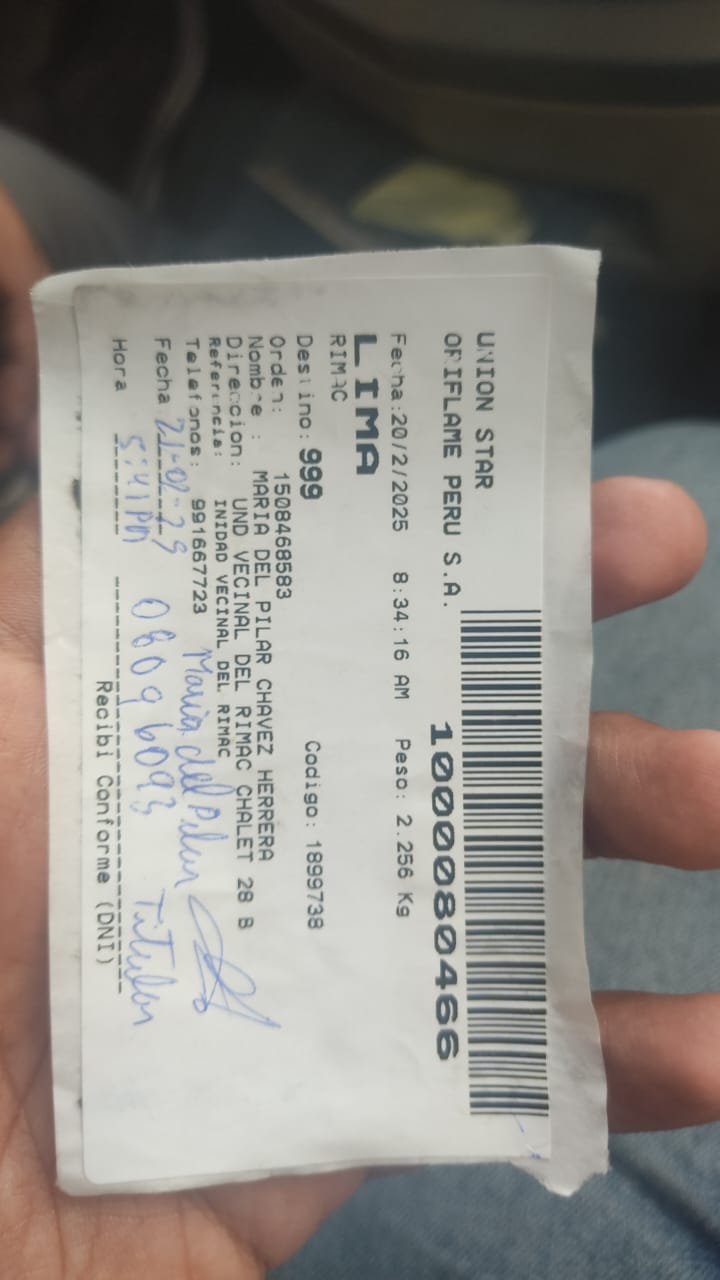 UNION STAR
ORIFLAME PERU S.A.
1000080466
Fecha:20/2/2025 8:34:16 AM Peso: 2.256 Kg
LIMA
RIMAC
Destino: 999 Codigo: 1899738
Orden: 1508468583
Nombre : MARIA DEL PILAR CHAVEZ HERRERA
Direccion: UND VECINAL DEL RIMAC CHALET 28 B
Referencia: INIDAD VECINAL DEL RIMAC
Telefonos: 991667723 Maria del Pilar
Fecha 21-02-25 08096093 Titular
Hora 5:41PM
Recibi Conforme (DNI)